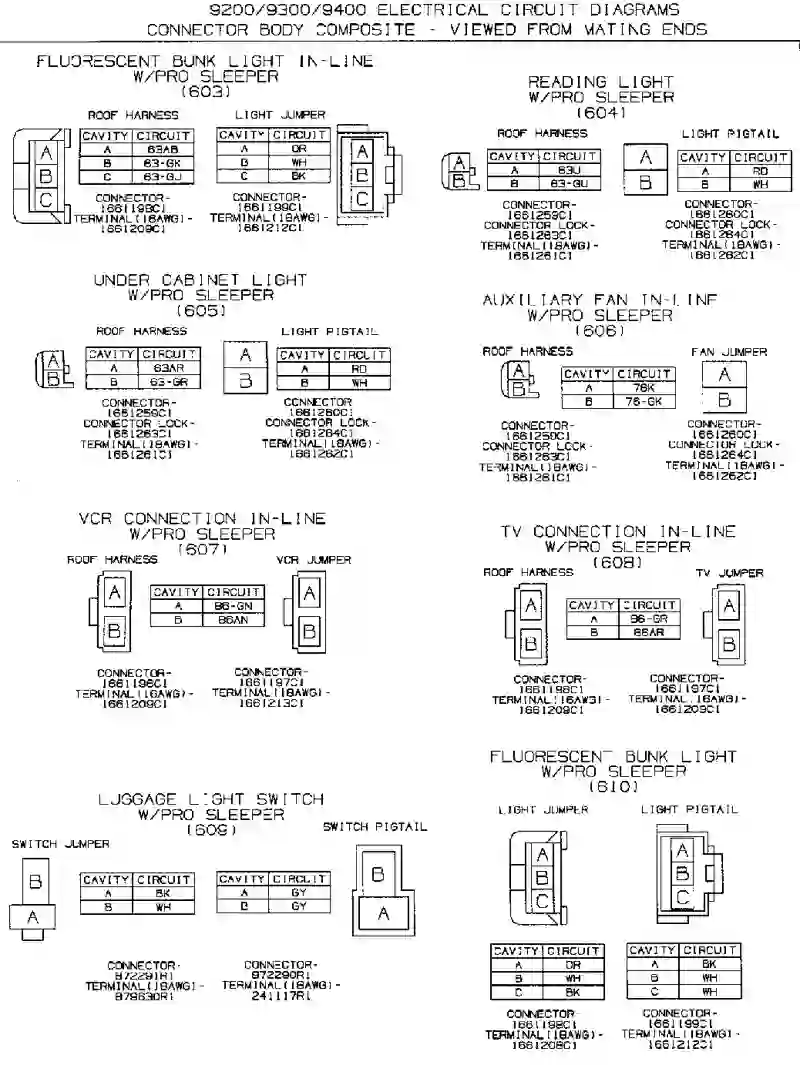 9200/9300/9400 ELECTRICAL CIRCUIT DIAGRAMS
CONNECTOR BODY COMPOSITE - VIEWED FROM MATING ENDS
FLUORESCENT BUNK LIGHT IN-LINE
W/PRO SLEEPER
(603)
ROOF HARNESS
LIGHT JUMPER
A
B
C
CAVITY CIRCUIT
A 63AB
B 63-GK
C 63-GJ
CAVITY CIRCUIT
A OR
B WH
C BK
A
B
C
CONNECTOR-
1661198C1
TERMINAL(16AWG)-
1661209C1
CONNECTOR-
1661199C1
TERMINAL(18AWG)-
1661212C1
READING LIGHT
W/PRO SLEEPER
(604)
ROOF HARNESS
LIGHT PIGTAIL
A
B
CAVITY CIRCUIT
A 63U
B 63-GU
A
B
CAVITY CIRCUIT
A RD
B WH
CONNECTOR-
1661259C1
CONNECTOR LOCK-
1661263C1
TERMINAL(18AWG)-
1661261C1
CONNECTOR-
1661260C1
CONNECTOR LOCK-
1661264C1
TERMINAL(18AWG)-
1661262C1
UNDER CABINET LIGHT
W/PRO SLEEPER
(605)
ROOF HARNESS
LIGHT PIGTAIL
A
B
CAVITY CIRCUIT
A 63AR
B 63-GR
A
B
CAVITY CIRCUIT
A RD
B WH
CONNECTOR-
1661259C1
CONNECTOR LOCK-
1661263C1
TERMINAL(18AWG)-
1661261C1
CONNECTOR
1661260C1
CONNECTOR LOCK-
1661264C1
TERMINAL(18AWG)-
1661262C1
AUXILIARY FAN IN-LINE
W/PRO SLEEPER
(606)
ROOF HARNESS
FAN JUMPER
A
B
CAVITY CIRCUIT
A 76K
B 76-GK
A
B
CONNECTOR-
1661259C1
CONNECTOR LOCK-
1661263C1
TERMINAL(18AWG)-
1661261C1
CONNECTOR-
1661260C1
CONNECTOR LOCK-
1661264C1
TERMINAL(18AWG)-
1661262C1
VCR CONNECTION IN-LINE
W/PRO SLEEPER
(607)
ROOF HARNESS
VCR JUMPER
A
B
CAVITY CIRCUIT
A 86-GN
B 86AN
A
B
CONNECTOR-
1661196C1
TERMINAL(16AWG)-
1661209C1
CONNECTOR-
1661197C1
TERMINAL(18AWG)-
1661213C1
TV CONNECTION IN-LINE
W/PRO SLEEPER
(608)
ROOF HARNESS
TV JUMPER
A
B
CAVITY CIRCUIT
A 86-GR
B 86AR
A
B
CONNECTOR-
1661196C1
TERMINAL(16AWG)-
1661209C1
CONNECTOR-
1661197C1
TERMINAL(18AWG)-
1661209C1
LUGGAGE LIGHT SWITCH
W/PRO SLEEPER
(609)
SWITCH JUMPER
SWITCH PIGTAIL
B
A
CAVITY CIRCUIT
A BK
B WH
CAVITY CIRCUIT
A GY
B GY
B
A
CONNECTOR-
972291R1
TERMINAL(18AWG)-
979630R1
CONNECTOR-
972290R1
TERMINAL(18AWG)-
241117R1
FLUORESCENT BUNK LIGHT
W/PRO SLEEPER
(610)
LIGHT JUMPER
LIGHT PIGTAIL
A
B
C
A
B
C
CAVITY CIRCUIT
A OR
B WH
C BK
CAVITY CIRCUIT
A BK
B WH
C WH
CONNECTOR-
1661198C1
TERMINAL(18AWG)-
1661208C1
CONNECTOR-
1661199C1
TERMINAL(18AWG)-
1661212C1